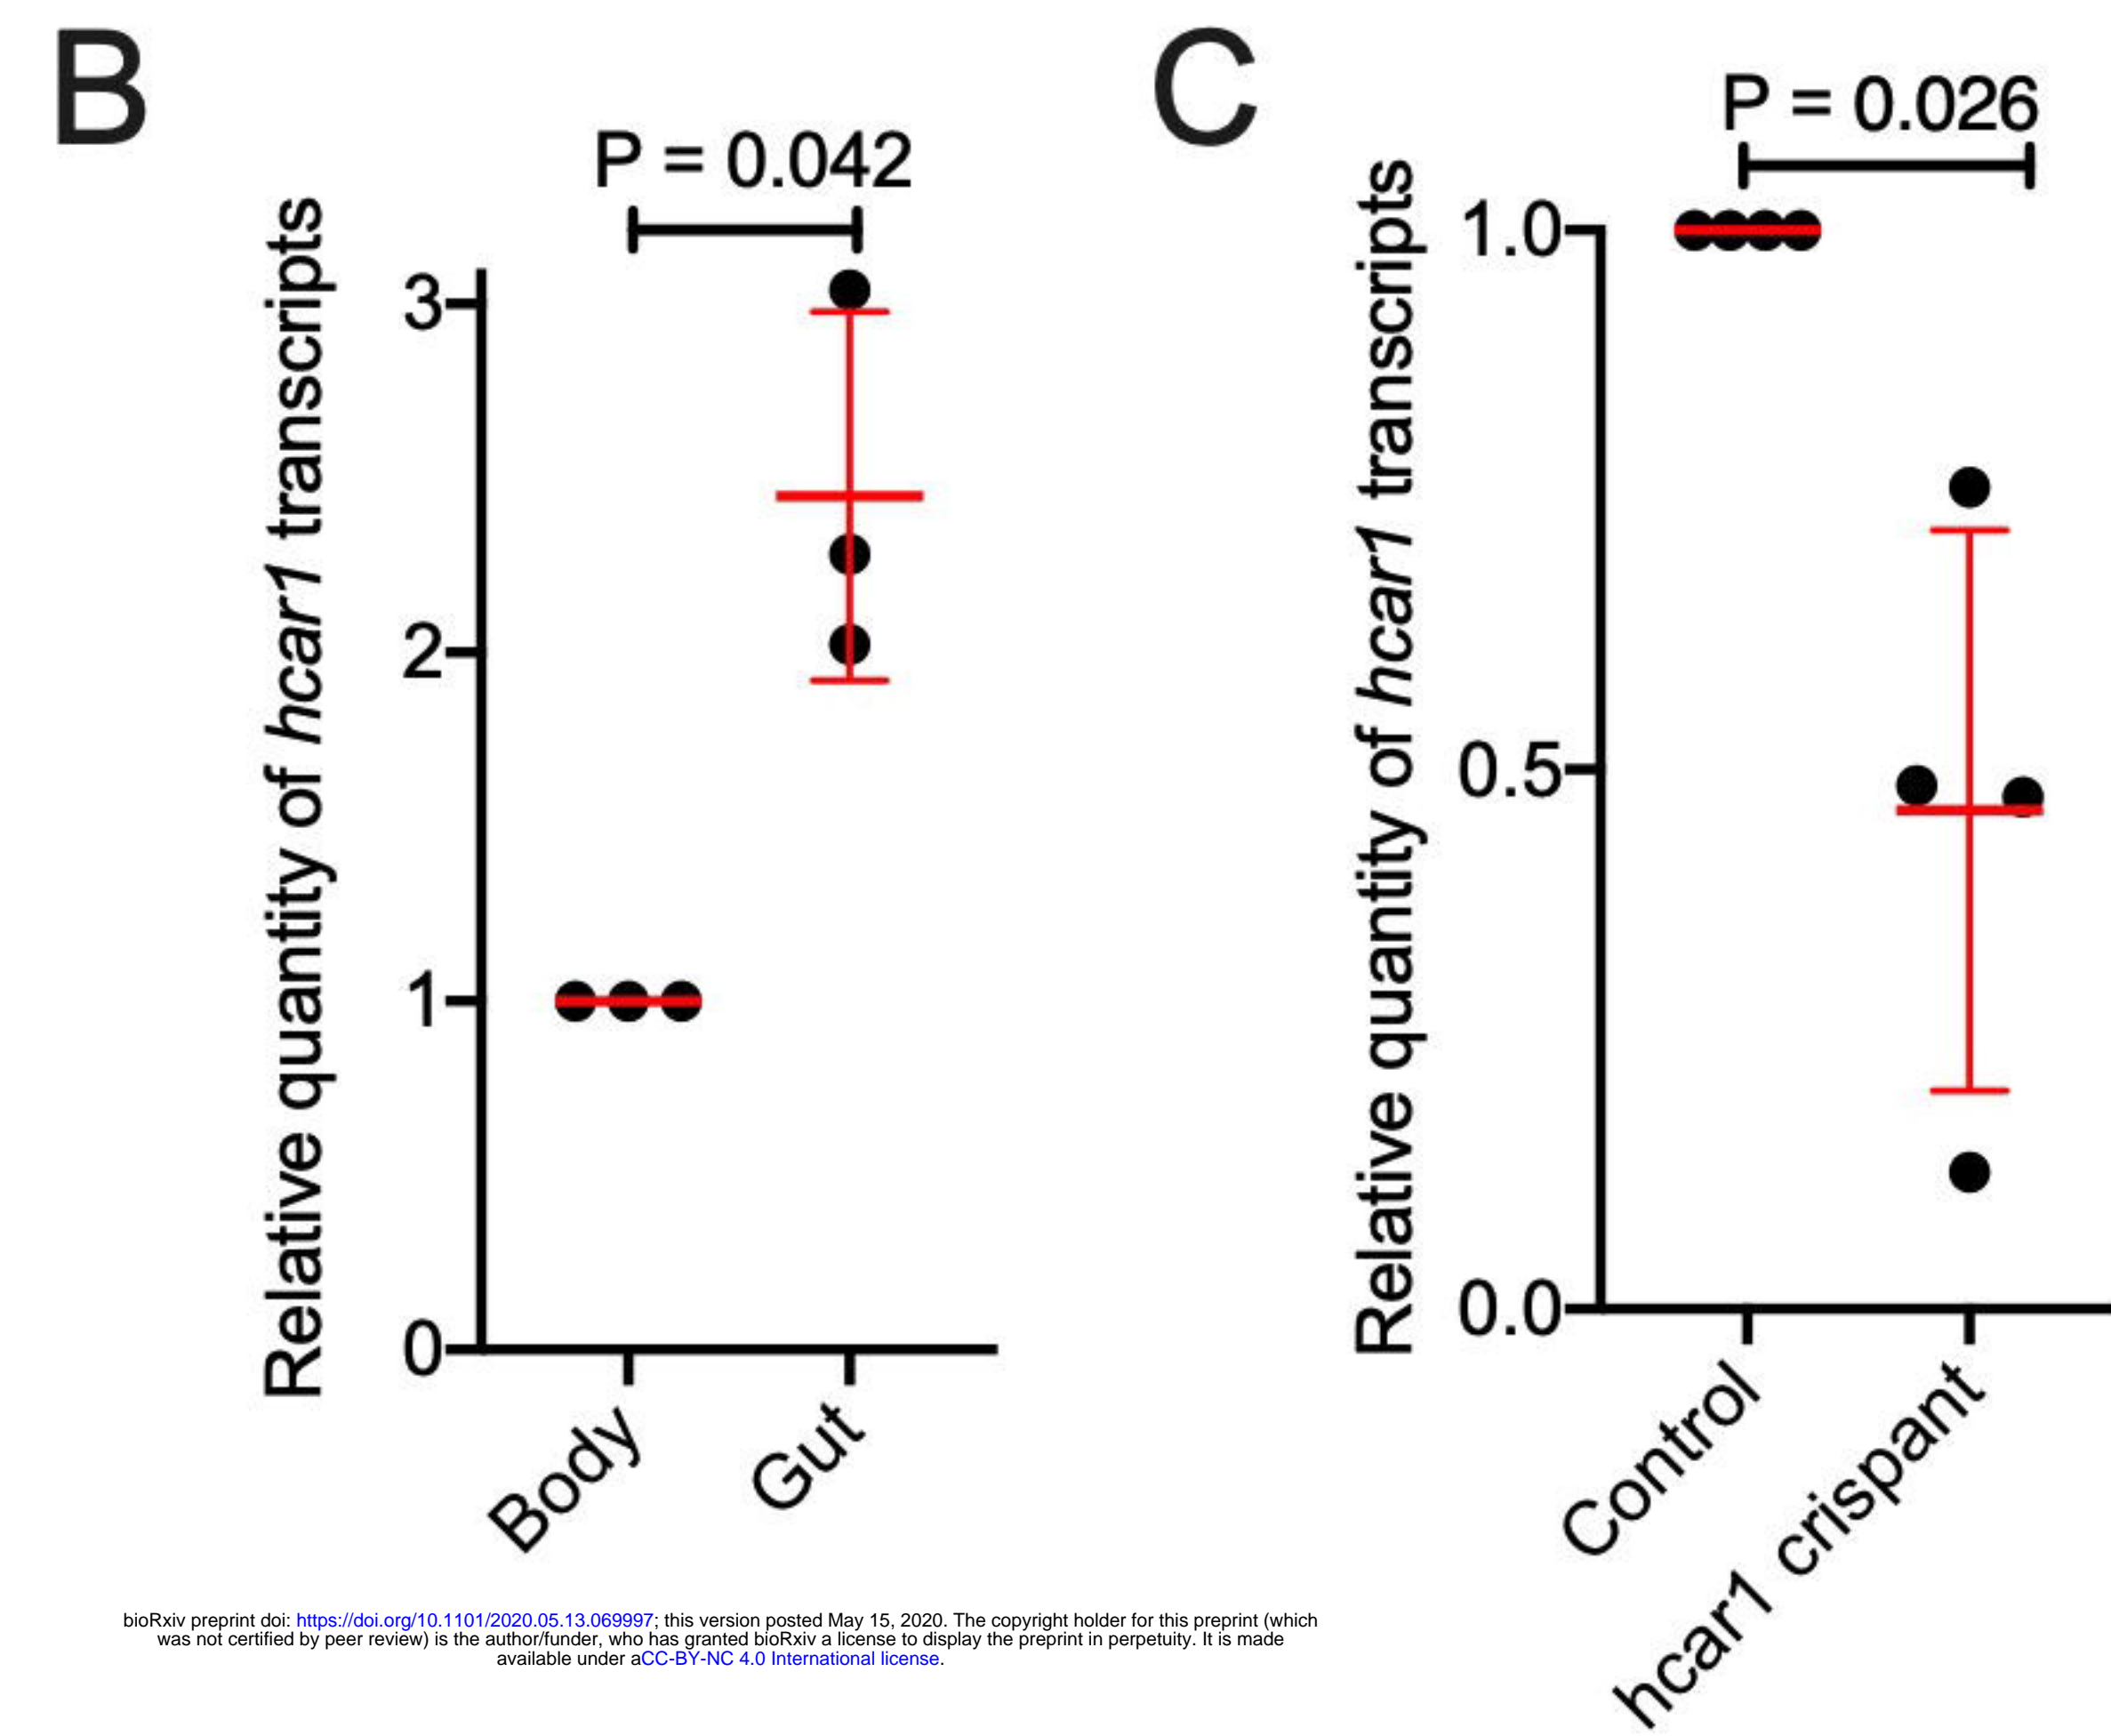 B
P = 0.042
Relative quantity of hcar1 transcripts
3
2
1
0
Body
Gut
C
P = 0.026
Relative quantity of hcar1 transcripts
1.0
0.5
0.0
Control
hcar1 crispant
bioRxiv preprint doi: https://doi.org/10.1101/2020.05.13.069997; this version posted May 15, 2020. The copyright holder for this preprint (which
was not certified by peer review) is the author/funder, who has granted bioRxiv a license to display the preprint in perpetuity. It is made
available under aCC-BY-NC 4.0 International license.